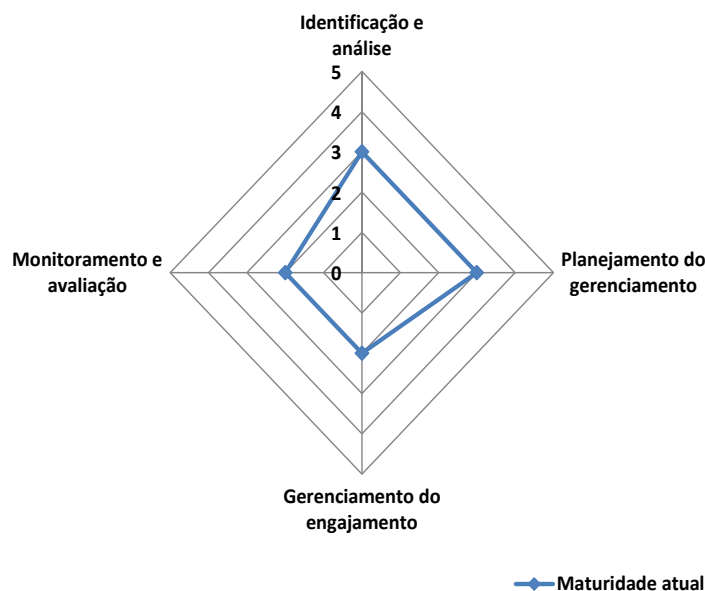 Identificação e
análise
5
4
3
2
1
0
Monitoramento e
avaliação
Planejamento do
gerenciamento
Gerenciamento do
engajamento
Maturidade atual